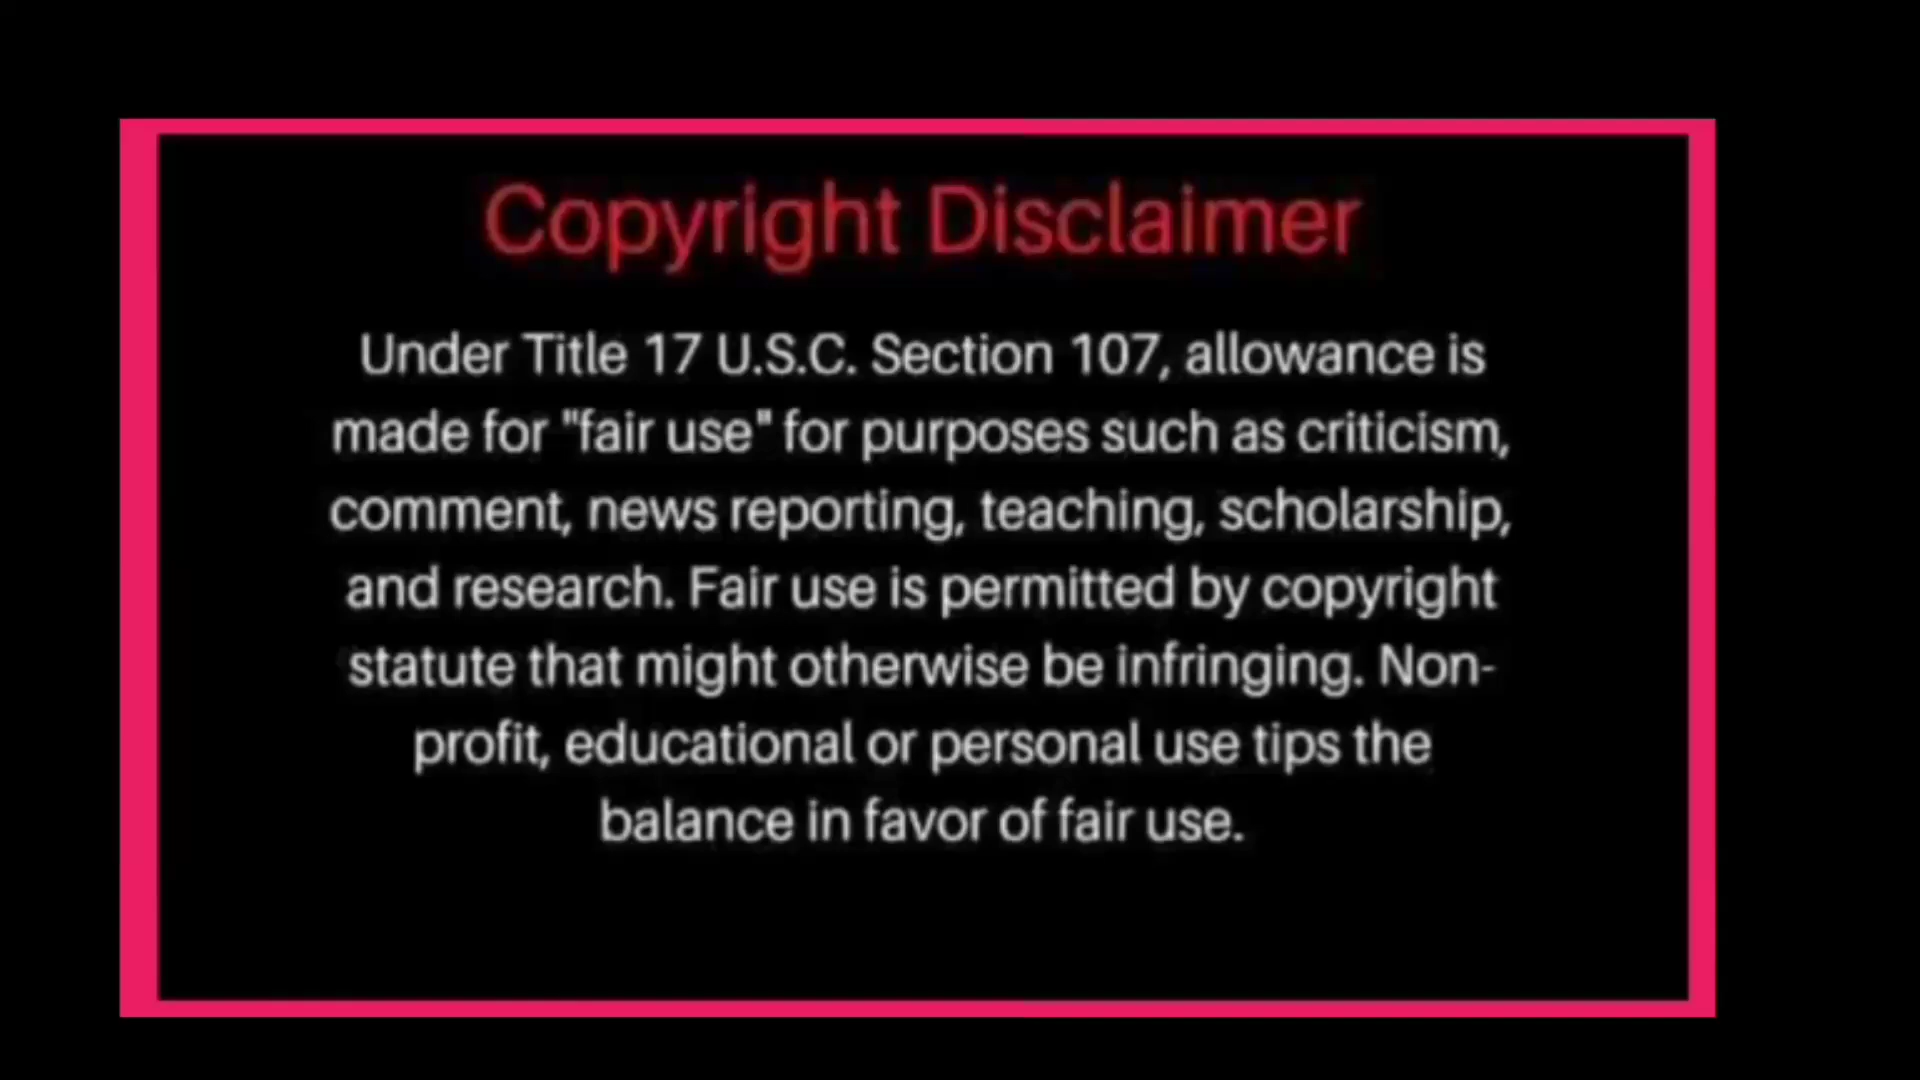 Copyright Disclaimer
Under Title 17 U.S.C. Section 107, allowance is
made for "fair use" for purposes such as criticism,
comment, news reporting, teaching, scholarship,
and research. Fair use is permitted by copyright
statute that might otherwise be infringing. Non-
profit, educational or personal use tips the
balance in favor of fair use.